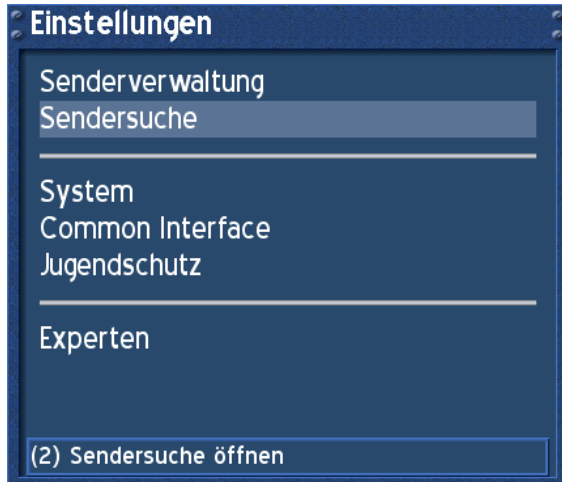 Einstellungen
Senderverwaltung
Sendersuche
System
Common Interface
Jugendschutz
Experten
(2) Sendersuche öffnen